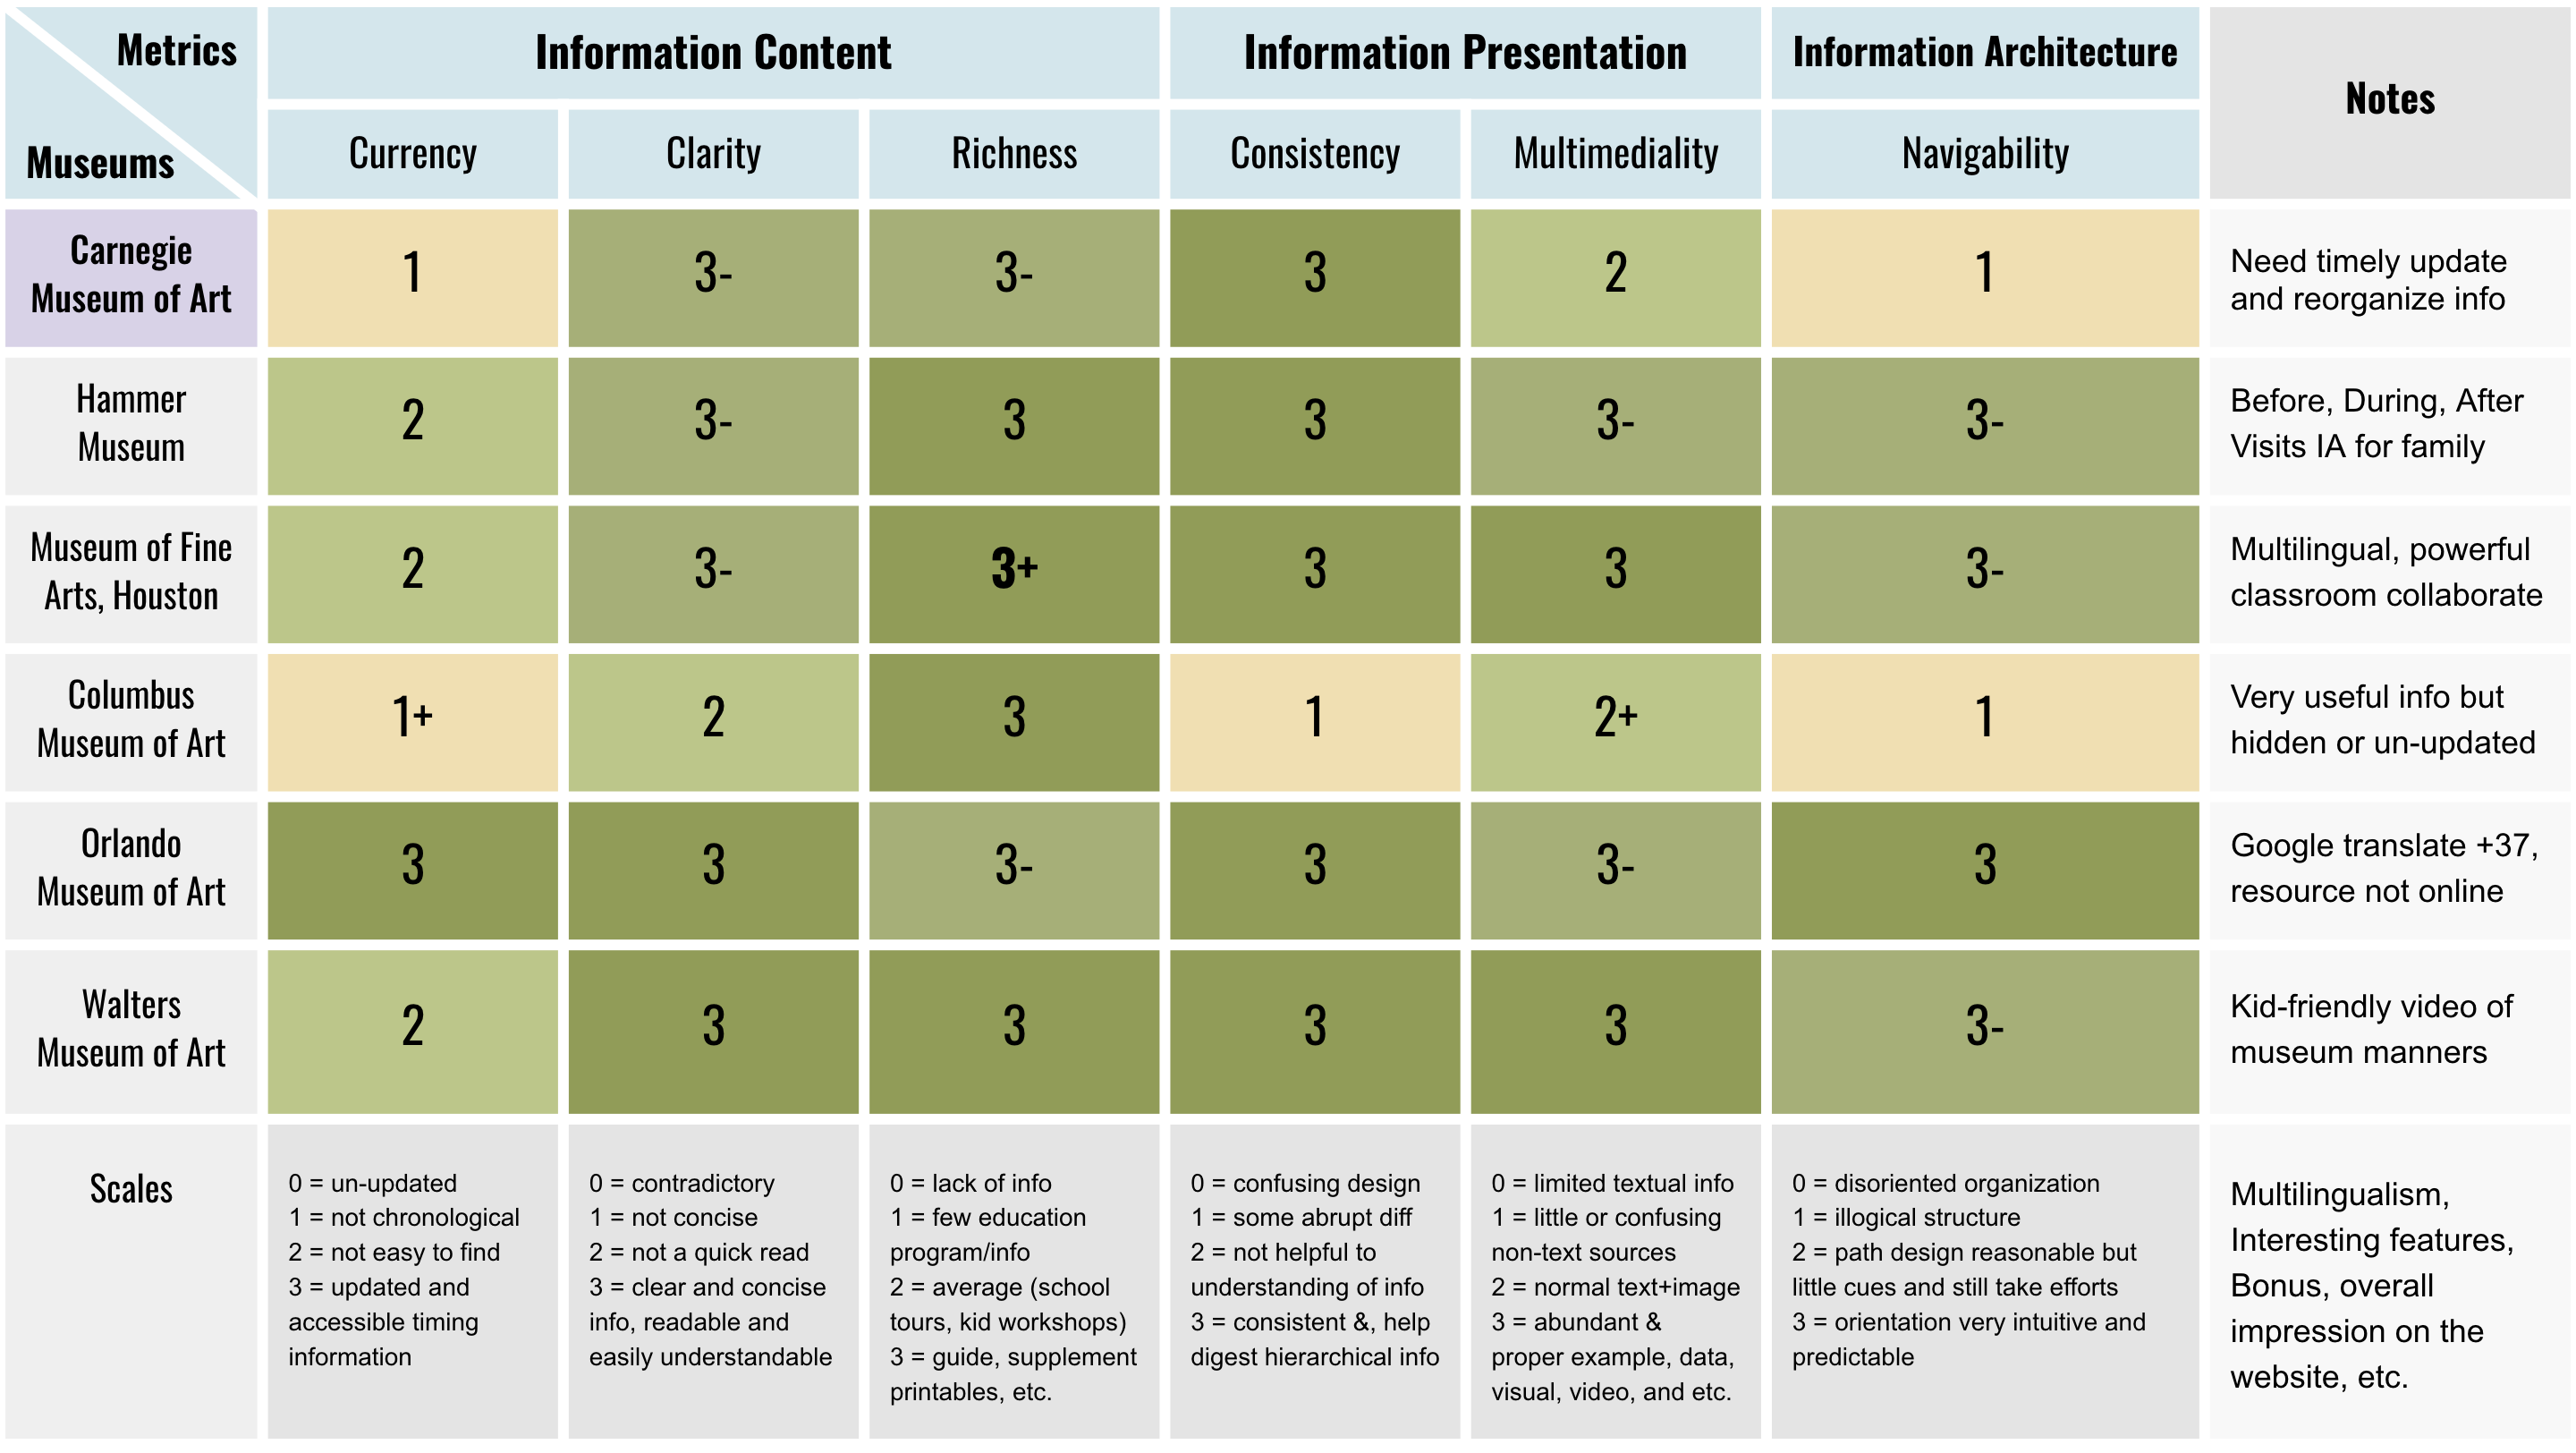 Metrics
Museums
Information Content
Information Presentation
Information Architecture
Notes
Currency
Clarity
Richness
Consistency
Multimediality
Navigability
Carnegie
Museum of Art
1
3-
3-
3
2
1
Need timely update
and reorganize info
Hammer
Museum
2
3-
3
3
3-
3-
Before, During, After
Visits IA for family
Museum of Fine
Arts, Houston
2
3-
3+
3
3
3-
Multilingual, powerful
classroom collaborate
Columbus
Museum of Art
1+
2
3
1
2+
1
Very useful info but
hidden or un-updated
Orlando
Museum of Art
3
3
3-
3
3-
3
Google translate +37,
resource not online
Walters
Museum of Art
2
3
3
3
3
3-
Kid-friendly video of
museum manners
Scales
0 = un-updated
1 = not chronological
2 = not easy to find
3 = updated and
accessible timing
information
0 = contradictory
1 = not concise
2 = not a quick read
3 = clear and concise
info, readable and
easily understandable
0 = lack of info
1 = few education
program/info
2 = average (school
tours, kid workshops)
3 = guide, supplement
printables, etc.
0 = confusing design
1 = some abrupt diff
2 = not helpful to
understanding of info
3 = consistent &, help
digest hierarchical info
0 = limited textual info
1 = little or confusing
non-text sources
2 = normal text+image
3 = abundant &
proper example, data,
visual, video, and etc.
0 = disoriented organization
1 = illogical structure
2 = path design reasonable but
little cues and still take efforts
3 = orientation very intuitive and
predictable
Multilingualism,
Interesting features,
Bonus, overall
impression on the
website, etc.